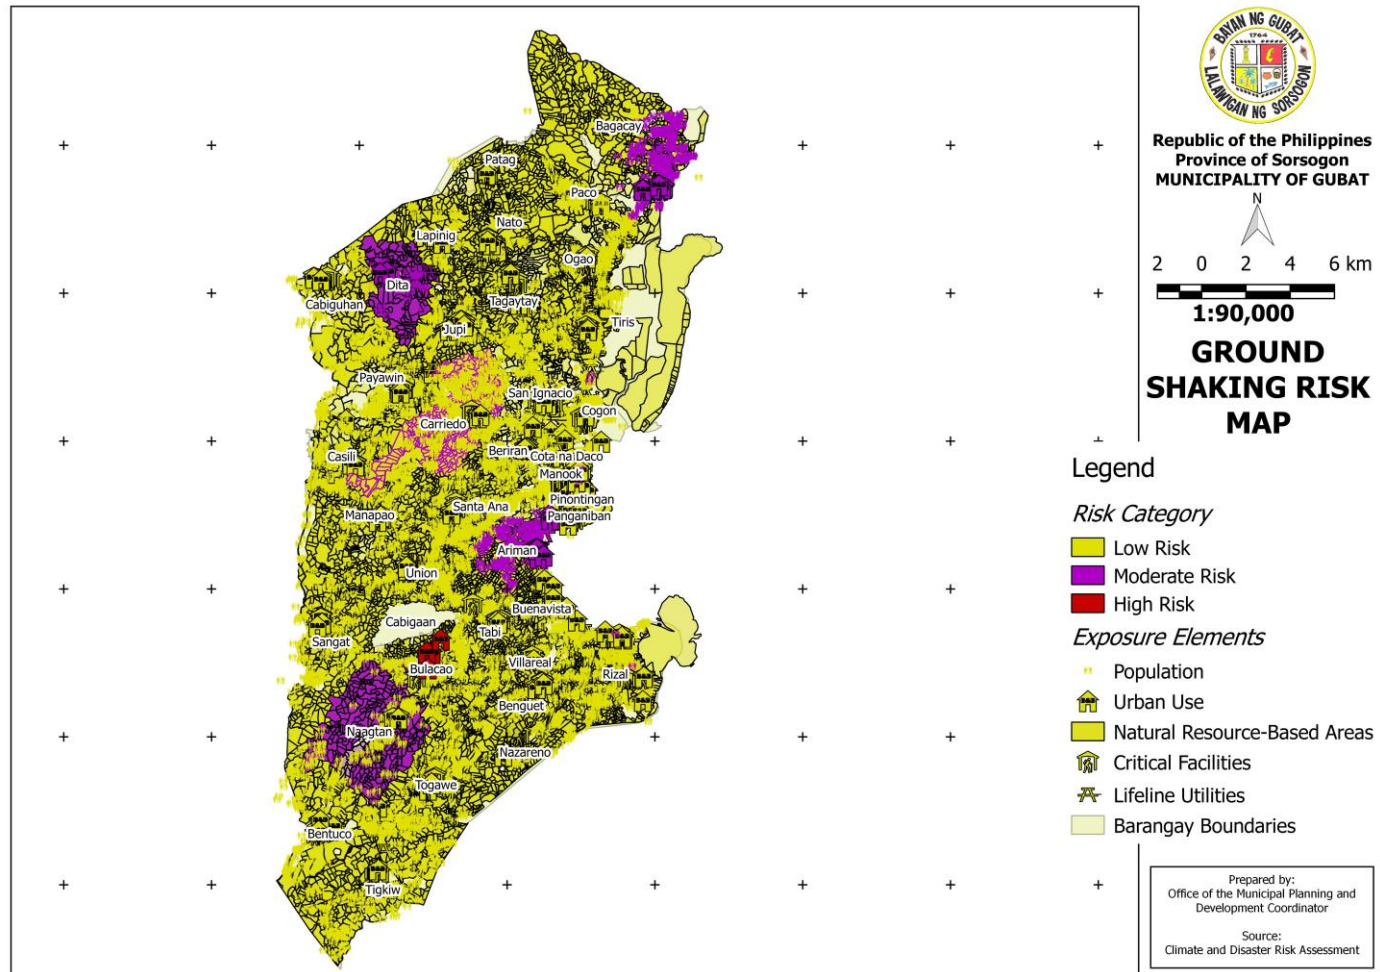 BAYAN NG GUBAT
1764
LALAWIGAN NG SORSOGON
Republic of the Philippines
Province of Sorsogon
MUNICIPALITY OF GUBAT
N
2 0 2 4 6 km
1:90,000
GROUND
SHAKING RISK
MAP
Legend
Risk Category
Low Risk
Moderate Risk
High Risk
Exposure Elements
Population
Urban Use
Natural Resource-Based Areas
Critical Facilities
Lifeline Utilities
Barangay Boundaries
Prepared by:
Office of the Municipal Planning and
Development Coordinator
Source:
Climate and Disaster Risk Assessment
Bagacay
Patag
Paco
Nato
Lapinig
Ogao
Dita
Cabiguhan
Tagaytay
Tiris
Jupi
Payawin
San Ignacio
Cogon
Carriedo
Beriran
Cota na Daco
Casili
Manook
Pinontingan
Santa Ana
Panganiban
Manapao
Ariman
Union
Buenavista
Cabigaan
Tabi
Sangat
Villareal
Bulacao
Rizal
Benguet
Naagtan
Nazareno
Togawe
Bentuco
Tigkiw